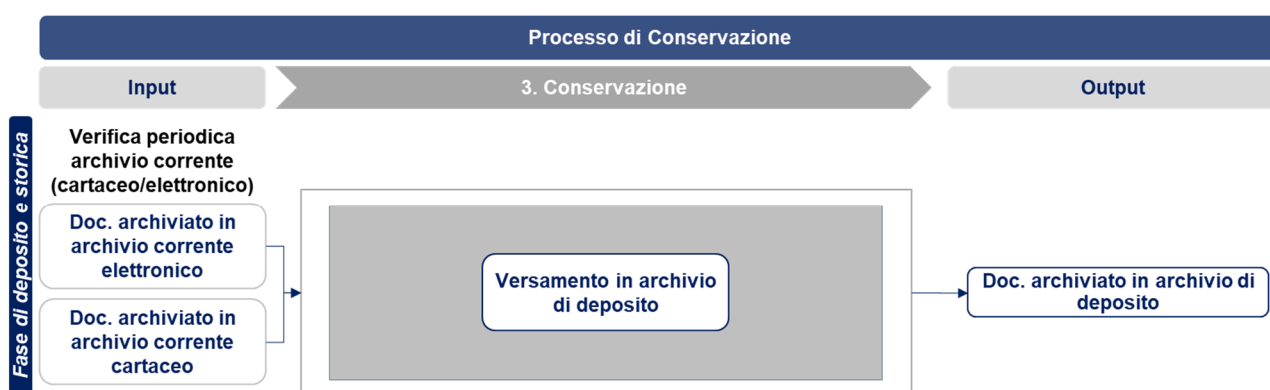 Processo di Conservazione
Input
3. Conservazione
Output
Fase di deposito e storica
Verifica periodica
archivio corrente
(cartaceo/elettronico)
Doc. archiviato in
archivio corrente
elettronico
Doc. archiviato in
archivio corrente
cartaceo
Versamento in archivio
di deposito
Doc. archiviato in archivio di
deposito